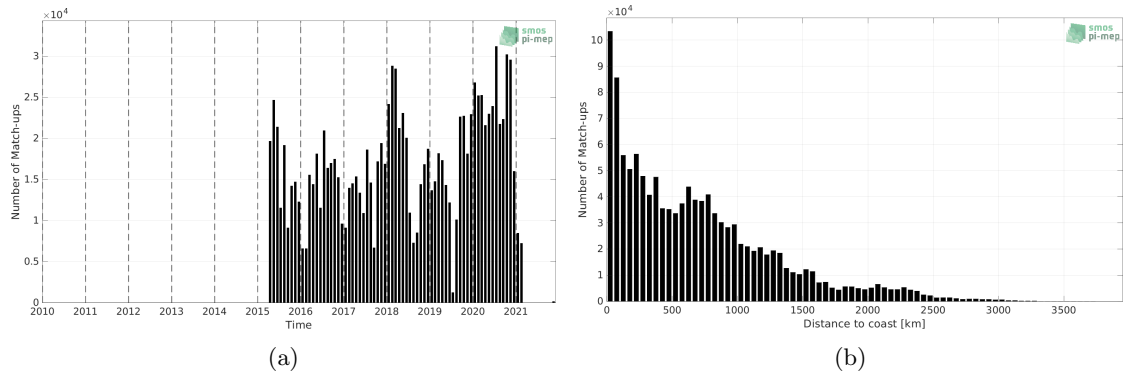 ×10^4
smos
pi-mep
3
2.5
2
1.5
1
0.5
0
Number of Match-ups
2010 2011 2012 2013 2014 2015 2016 2017 2018 2019 2020 2021
Time
(a)
×10^4
smos
pi-mep
10
9
8
7
6
5
4
3
2
1
0
Number of Match-ups
0 500 1000 1500 2000 2500 3000 3500
Distance to coast [km]
(b)